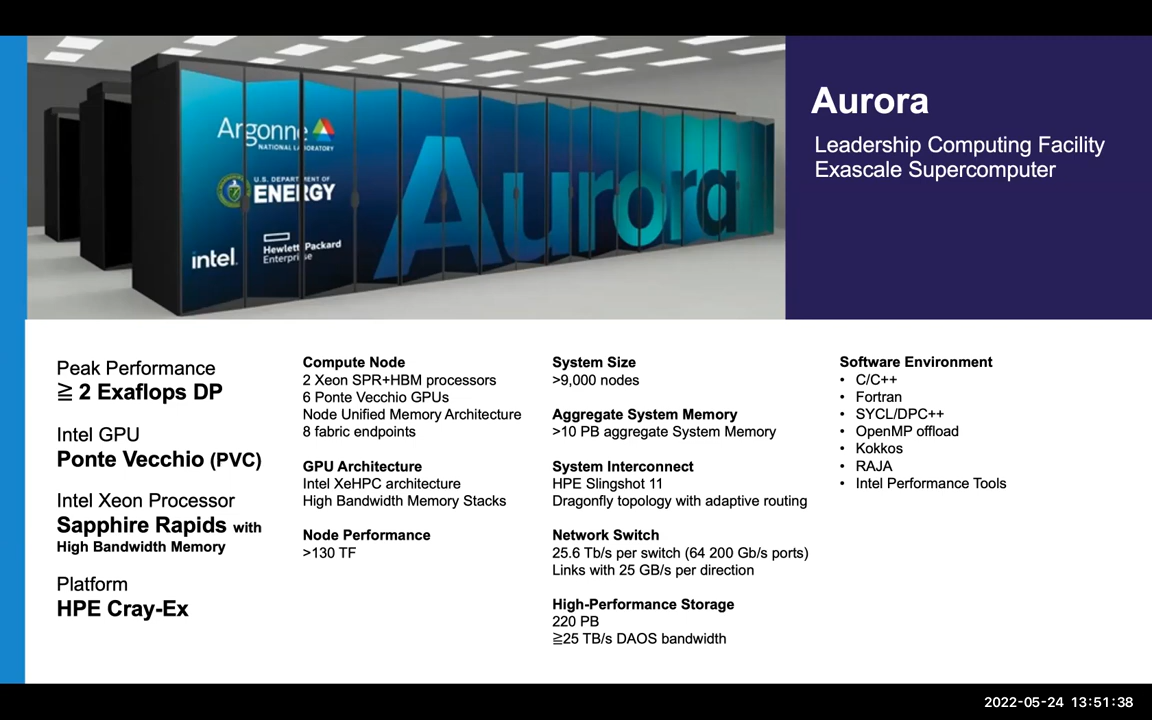 Argonne
NATIONAL LABORATORY
U.S. DEPARTMENT OF
ENERGY
intel.
Hewlett Packard
Enterprise
Aurora
Aurora
Leadership Computing Facility
Exascale Supercomputer
Peak Performance
≧ 2 Exaflops DP
Intel GPU
Ponte Vecchio (PVC)
Intel Xeon Processor
Sapphire Rapids with
High Bandwidth Memory
Platform
HPE Cray-Ex
Compute Node
2 Xeon SPR+HBM processors
6 Ponte Vecchio GPUs
Node Unified Memory Architecture
8 fabric endpoints
GPU Architecture
Intel XeHPC architecture
High Bandwidth Memory Stacks
Node Performance
>130 TF
System Size
>9,000 nodes
Aggregate System Memory
>10 PB aggregate System Memory
System Interconnect
HPE Slingshot 11
Dragonfly topology with adaptive routing
Network Switch
25.6 Tb/s per switch (64 200 Gb/s ports)
Links with 25 GB/s per direction
High-Performance Storage
220 PB
≧25 TB/s DAOS bandwidth
Software Environment
• C/C++
• Fortran
• SYCL/DPC++
• OpenMP offload
• Kokkos
• RAJA
• Intel Performance Tools
2022-05-24 13:51:38